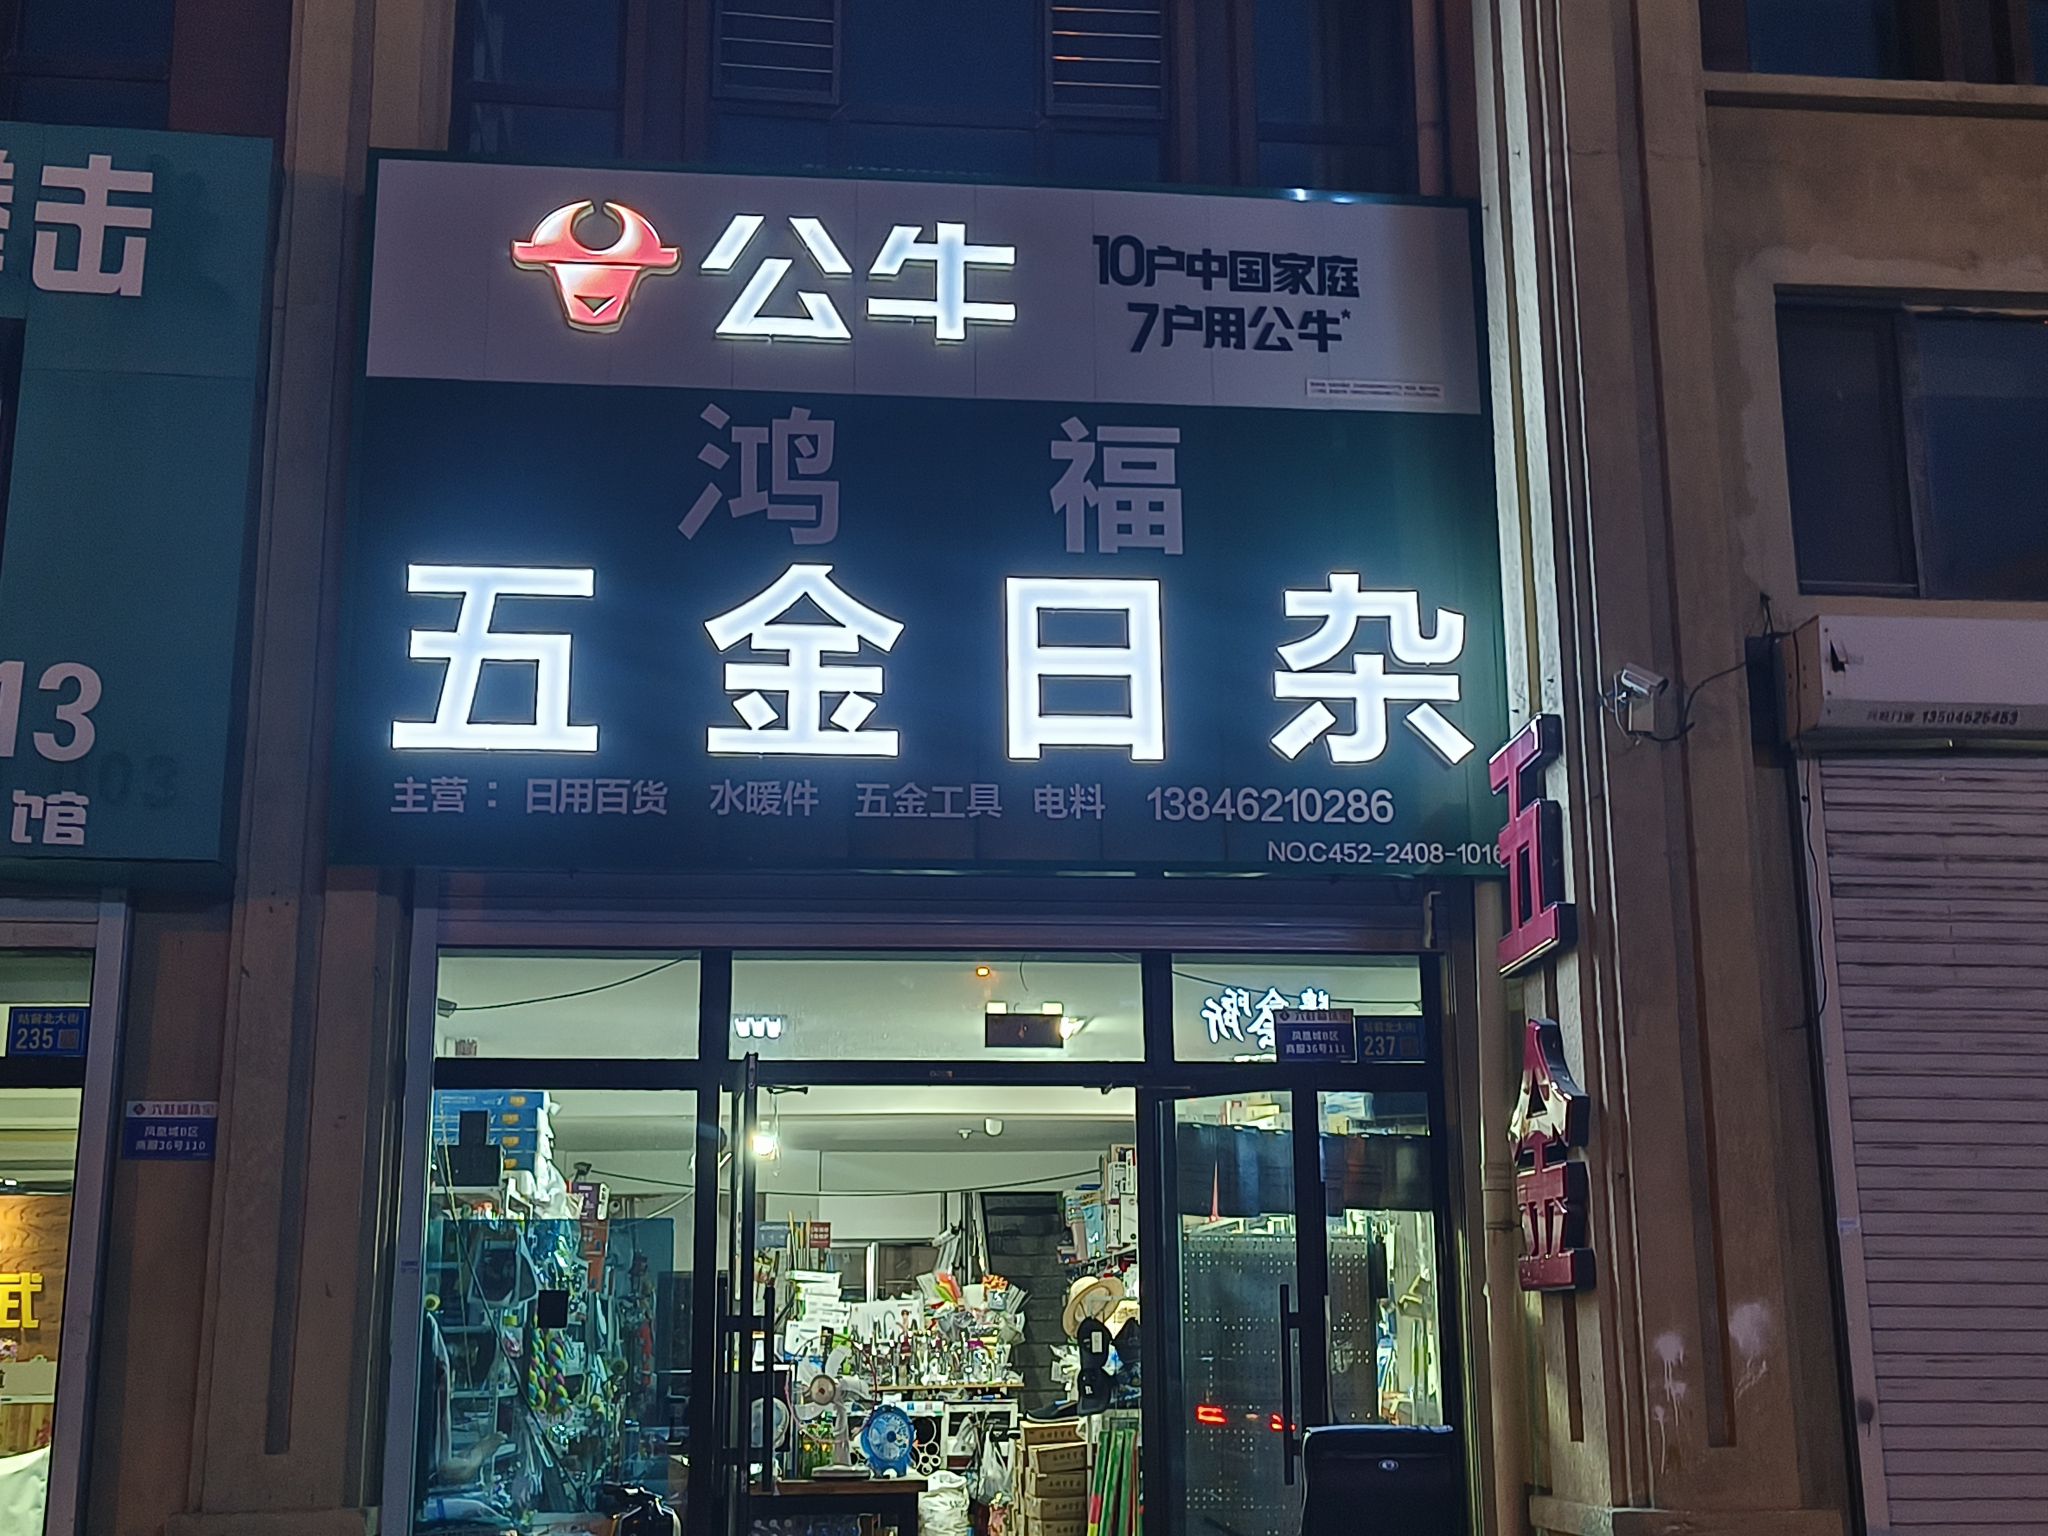 击
13
馆
公牛
10户中国家庭
7户用公牛*
鸿福
五金日杂
主营：日用百货 水暖件 五金工具 电料 13846210286
NO.C452-2408-1016
五金
13504626453
站前北大街
235
凤凰城B区
商服36号110
凤凰城B区
商服36号111
站前北大街
237
武